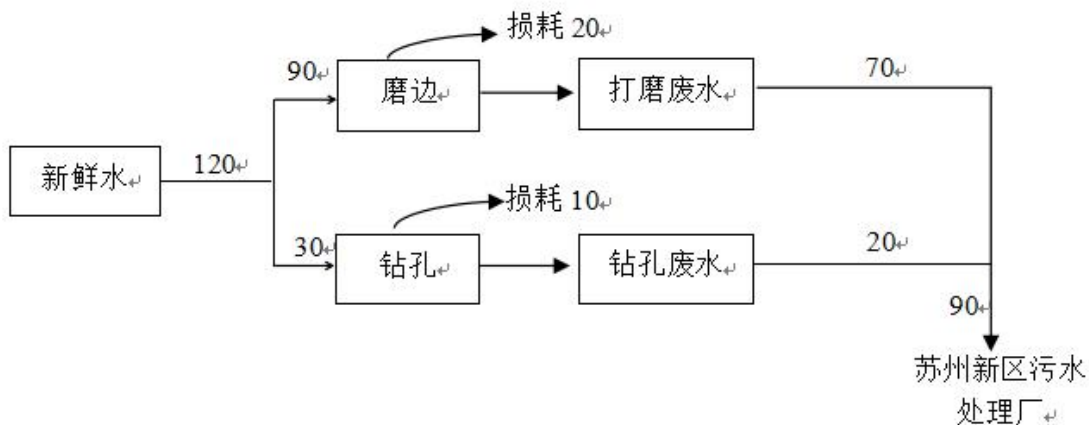 损耗 20
90
磨边
打磨废水
70
新鲜水
120
损耗 10
30
钻孔
钻孔废水
20
90
苏州新区污水
处理厂